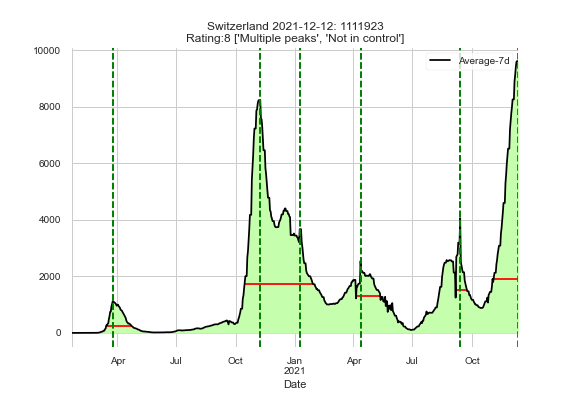 Switzerland 2021-12-12: 1111923
Rating:8 ['Multiple peaks', 'Not in control']
Average-7d
10000
8000
6000
4000
2000
0
Apr
Jul
Oct
Jan
2021
Apr
Jul
Oct
Date